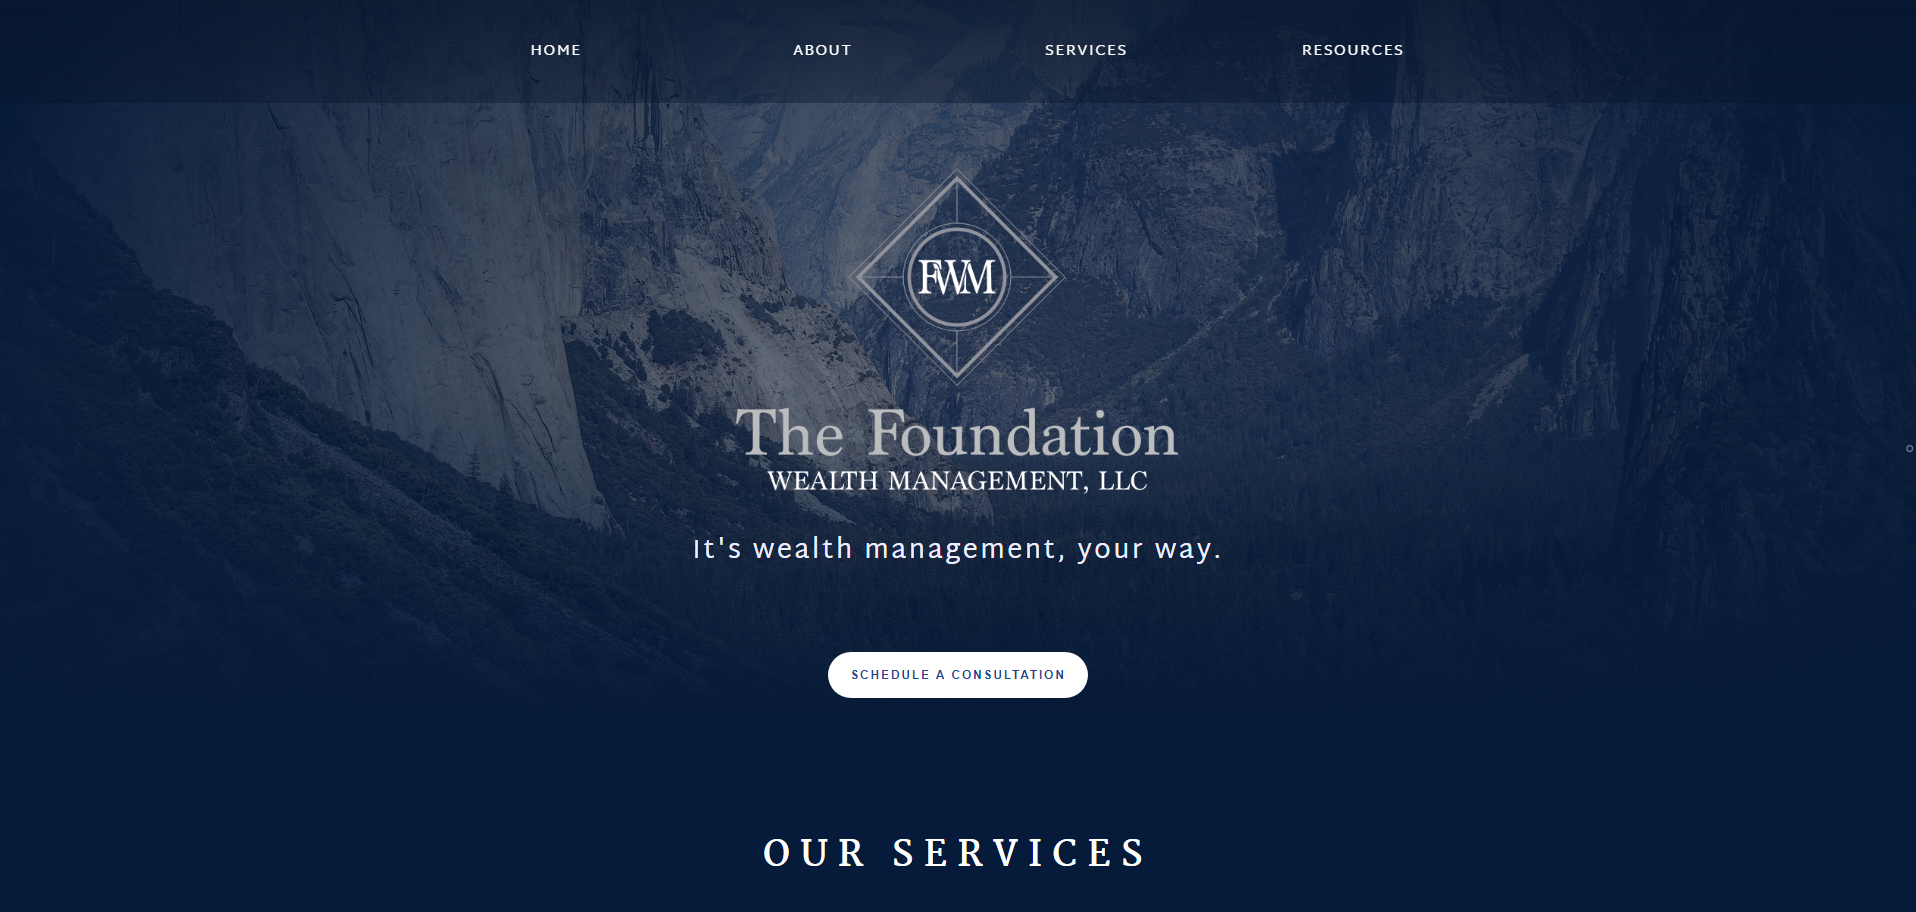 HOME ABOUT SERVICES RESOURCES
FWM
The Foundation
WEALTH MANAGEMENT, LLC
It's wealth management, your way.
SCHEDULE A CONSULTATION
OUR SERVICES